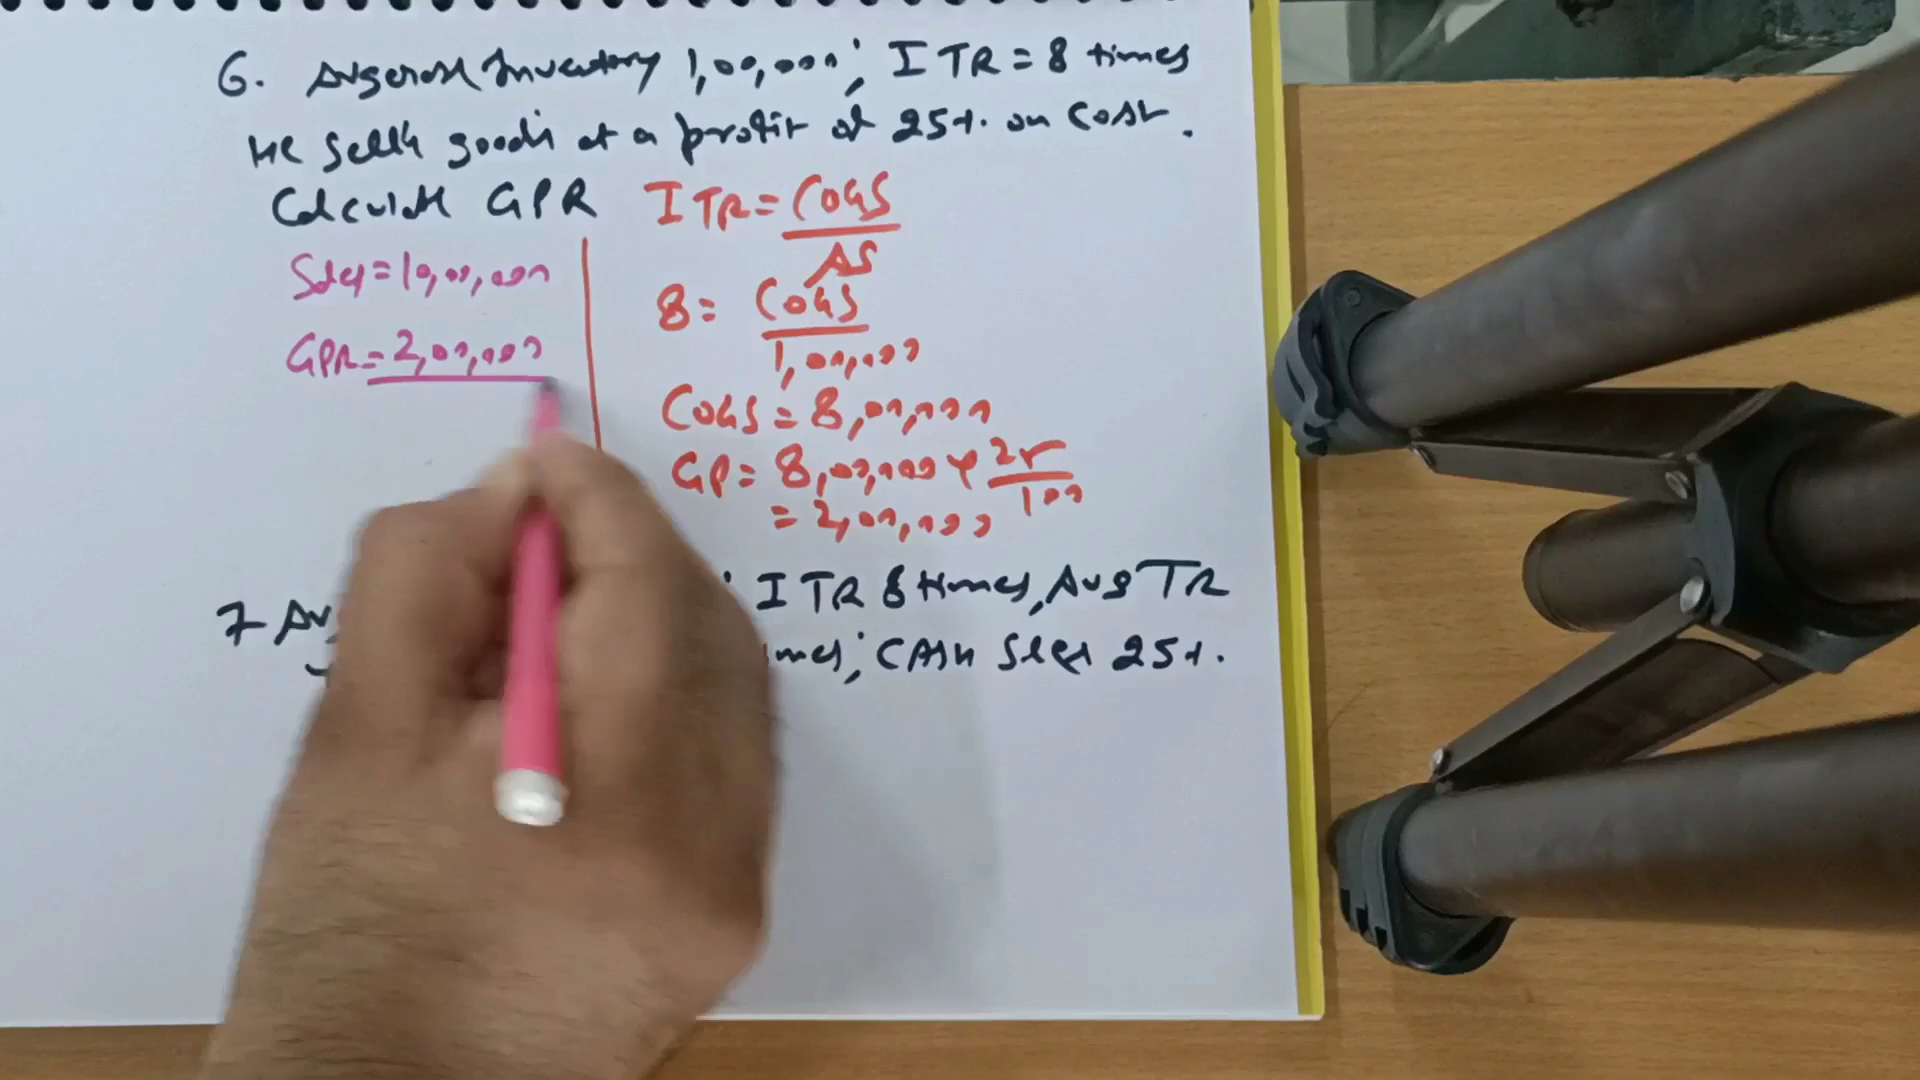 6. Average Inventory 1,00,000; ITR = 8 times
He sells goods at a profit of 25%. on cost.
Calculate GPR
ITR = COGS
AS
8 = COGS
1,00,000
COGS = 8,00,000
GP = 8,00,000 × 25
100
= 2,00,000
Sales = 10,00,000
GPR = 2,00,000
7 Av
ITR 8 times, Avg TR
Cash Sales 25%.